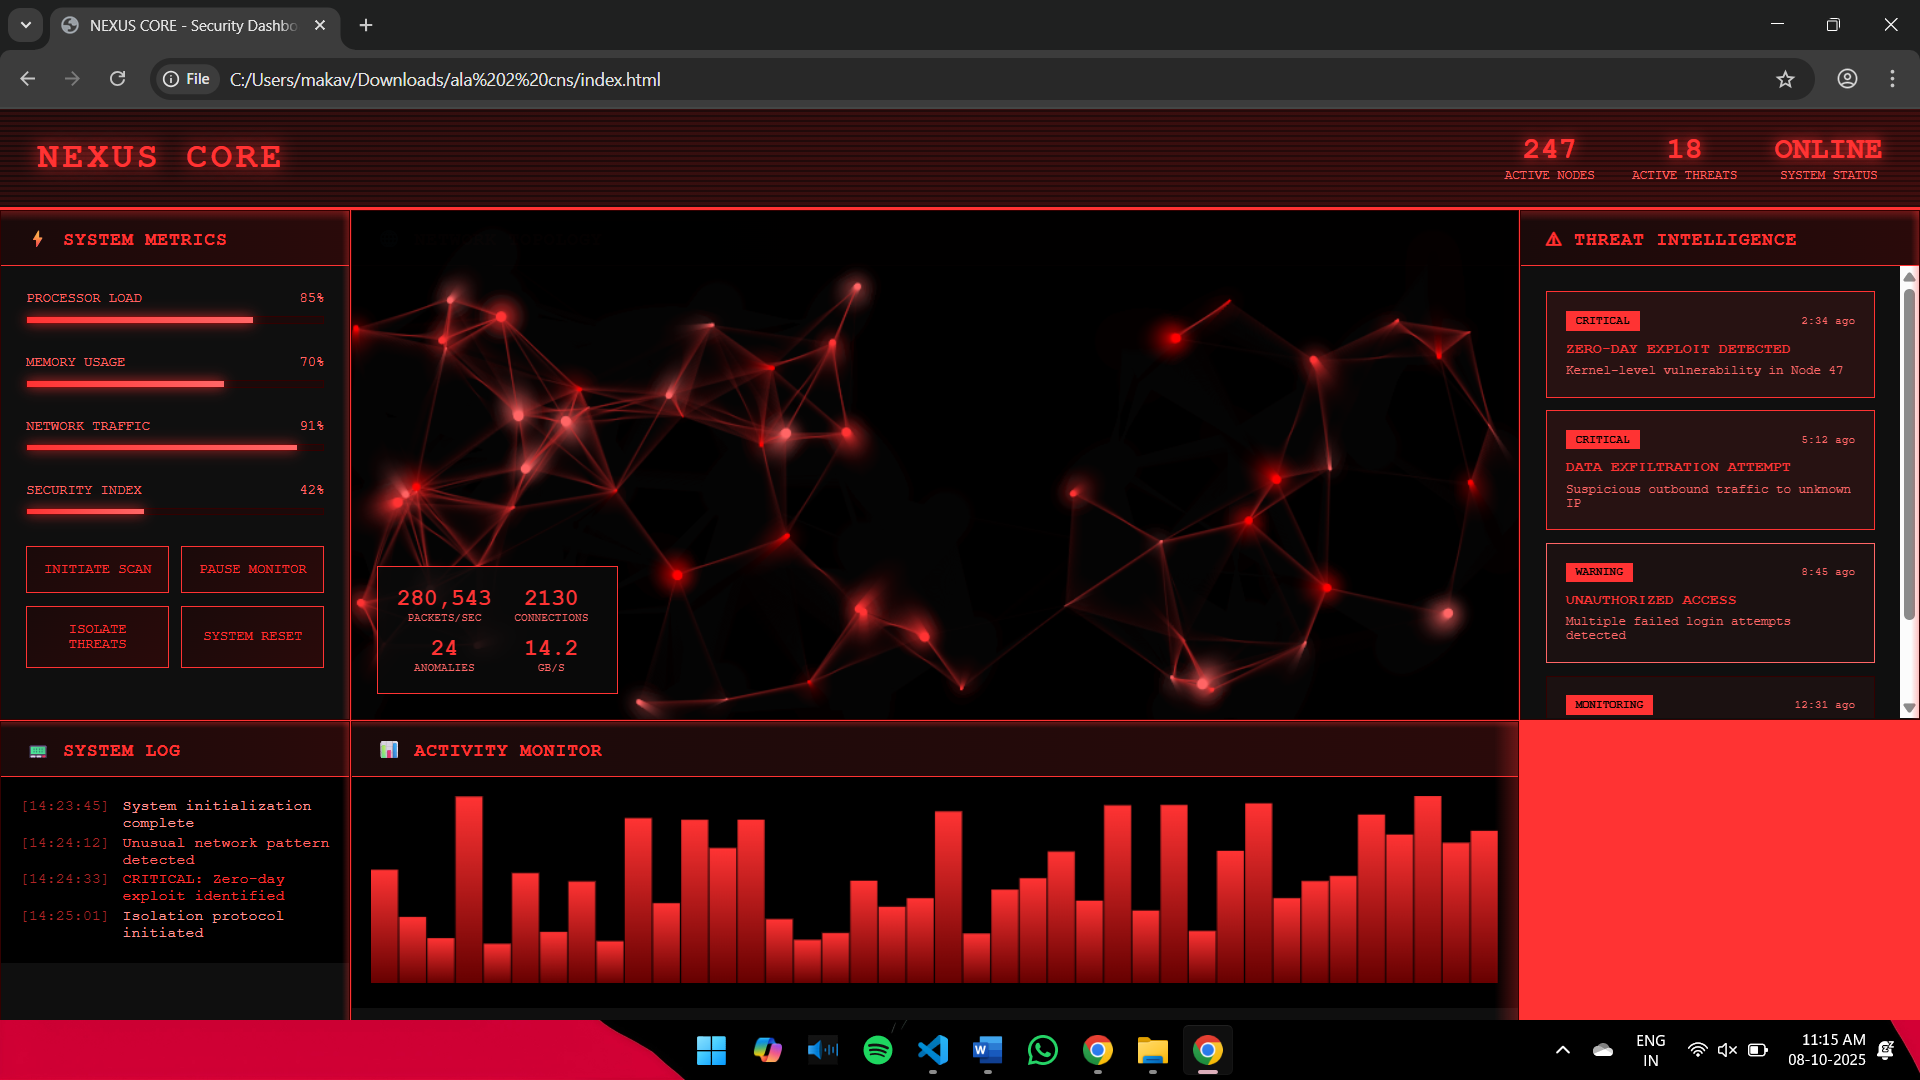 NEXUS CORE - Security Dashbo
File
C:/Users/makav/Downloads/ala%202%20cns/index.html
NEXUS CORE
247
ACTIVE NODES
18
ACTIVE THREATS
ONLINE
SYSTEM STATUS
SYSTEM METRICS
PROCESSOR LOAD 85%
MEMORY USAGE 70%
NETWORK TRAFFIC 91%
SECURITY INDEX 42%
INITIATE SCAN
PAUSE MONITOR
ISOLATE
THREATS
SYSTEM RESET
280,543
PACKETS/SEC
2130
CONNECTIONS
24
ANOMALIES
14.2
GB/S
THREAT INTELLIGENCE
CRITICAL 2:34 ago
ZERO-DAY EXPLOIT DETECTED
Kernel-level vulnerability in Node 47
CRITICAL 5:12 ago
DATA EXFILTRATION ATTEMPT
Suspicious outbound traffic to unknown
IP
WARNING 8:45 ago
UNAUTHORIZED ACCESS
Multiple failed login attempts
detected
MONITORING 12:31 ago
SYSTEM LOG
[14:23:45] System initialization
complete
[14:24:12] Unusual network pattern
detected
[14:24:33] CRITICAL: Zero-day
exploit identified
[14:25:01] Isolation protocol
initiated
ACTIVITY MONITOR
ENG
IN
11:15 AM
08-10-2025